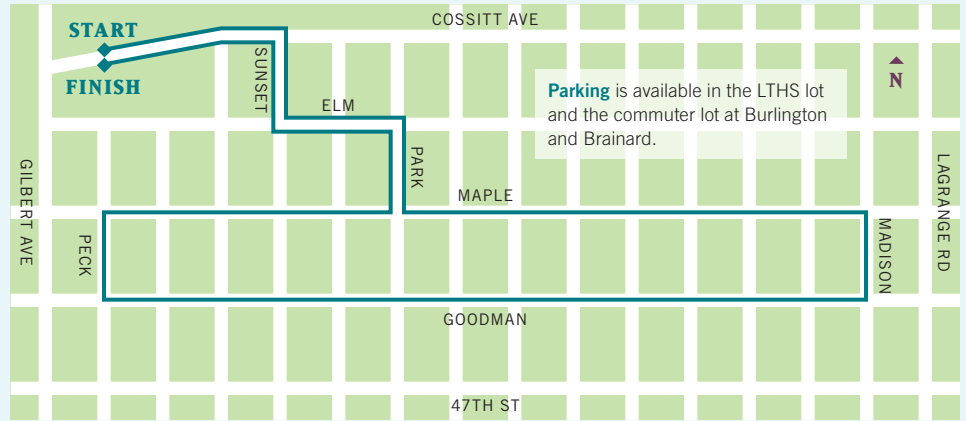 COSSITT AVE
START
FINISH
SUNSET
ELM
N
Parking is available in the LTHS lot
and the commuter lot at Burlington
and Brainard.
GILBERT AVE
PARK
MAPLE
LAGRANGE RD
PECK
MADISON
GOODMAN
47TH ST